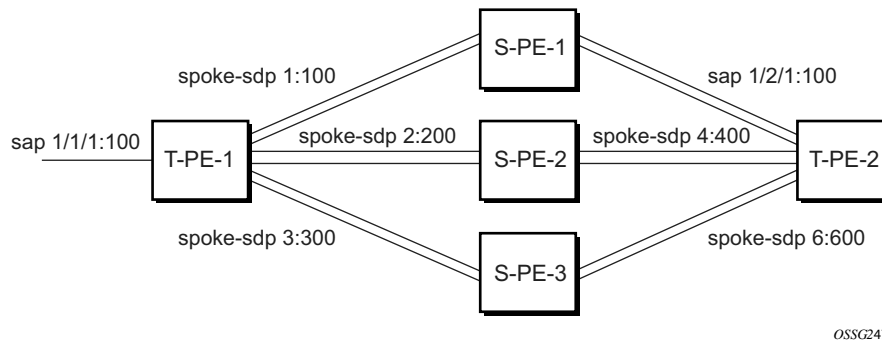 S-PE-1
spoke-sdp 1:100
sap 1/2/1:100
sap 1/1/1:100
T-PE-1
spoke-sdp 2:200
S-PE-2
spoke-sdp 4:400
T-PE-2
spoke-sdp 3:300
S-PE-3
spoke-sdp 6:600
OSSG24